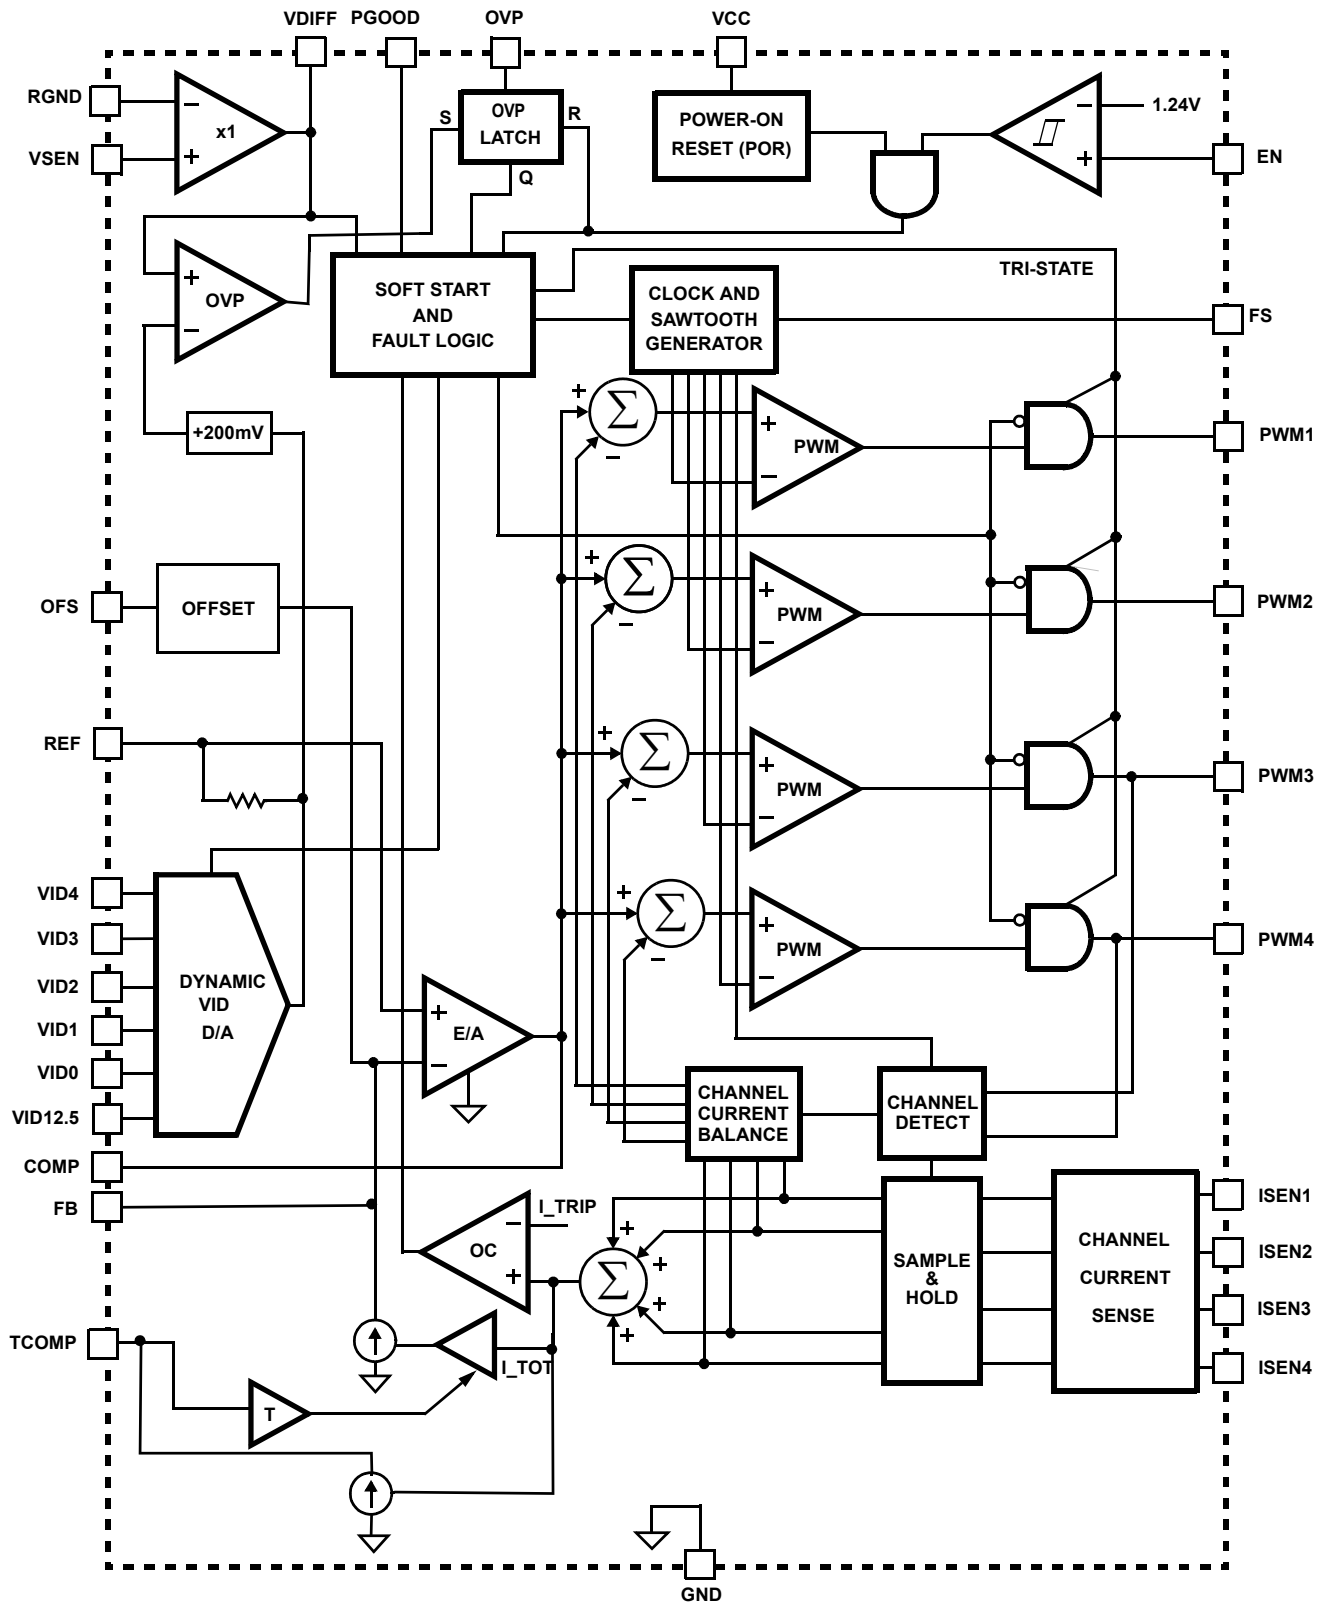 VDIFF PGOOD OVP VCC
RGND
VSEN
−
x1
+
S
OVP
LATCH
R
Q
POWER-ON
RESET (POR)
−
1.24V
+
EN
+
OVP
−
SOFT START
AND
FAULT LOGIC
CLOCK AND
SAWTOOTH
GENERATOR
TRI-STATE
FS
+200mV
+
Σ
−
+
PWM
−
PWM1
OFS
OFFSET
+
Σ
−
+
PWM
−
PWM2
REF
+
Σ
−
+
PWM
−
PWM3
VID4
VID3
VID2
VID1
VID0
VID12.5
DYNAMIC
VID
D/A
+
Σ
−
+
PWM
−
PWM4
+
E/A
−
CHANNEL
CURRENT
BALANCE
CHANNEL
DETECT
COMP
FB
I_TRIP
−
OC
+
+
+
Σ
+
+
SAMPLE
&
HOLD
CHANNEL
CURRENT
SENSE
ISEN1
ISEN2
ISEN3
ISEN4
TCOMP
I_TOT
T
GND